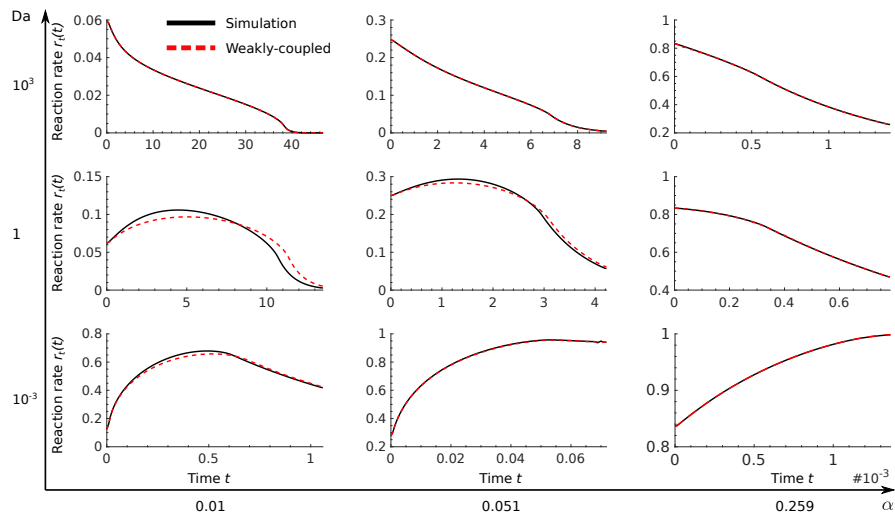 Da
10³
1
10⁻³
Reaction rate rₜ(t)
0.06
0.04
0.02
0
0 10 20 30 40
Simulation
Weakly-coupled
0.3
0.2
0.1
0
0 2 4 6 8
1
0.8
0.6
0.4
0.2
0 1
Reaction rate rₜ(t)
0.15
0.1
0.05
0
0 5 10
0.3
0.2
0.1
0
0 1 2 3 4
1
0.8
0.6
0.4
0 0.2 0.4 0.6
Reaction rate rₜ(t)
0.8
0.6
0.4
0.2
0
0 0.5 1
Time t
1
0.8
0.6
0.4
0.2
0 0.02 0.04 0.06
Time t
1
0.9
0.8
0 0.5 1
Time t #10⁻³
0.01 0.051 0.259 α